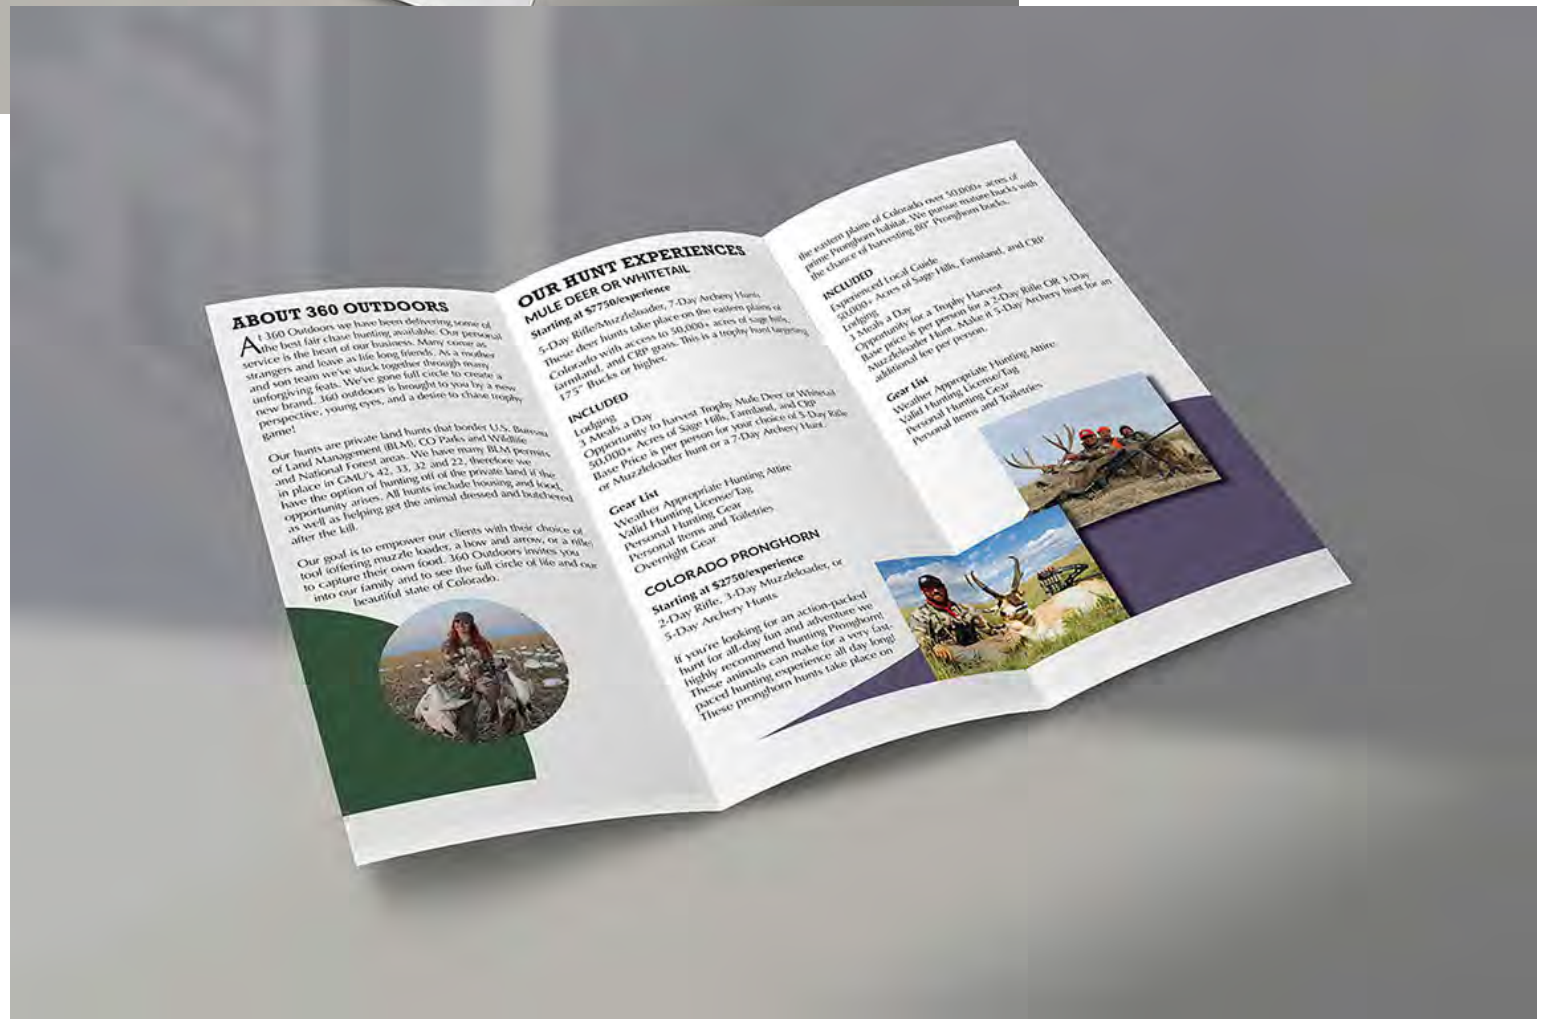 ABOUT 360 OUTDOORS
At 360 Outdoors we have been delivering some of
the best fair chase hunting available. Our personal
service is the heart of our business. Many come as
strangers and leave as life long friends. As a mother
and son team we've stuck together through many
unforgiving feats. We've gone full circle to create a
new brand. 360 outdoors is brought to you by a new
perspective, young eyes, and a desire to chase trophy
game!
Our hunts are private land hunts that border U.S. Bureau
of Land Management (BLM), CO Parks and Wildlife
and National Forest areas. We have many BLM permits
in place in GMU's 42, 33, 32 and 22, therefore we
have the option of hunting off of the private land if the
opportunity arises. All hunts include housing and food,
as well as helping get the animal dressed and butchered
after the kill.
Our goal is to empower our clients with their choice of
tool (offering muzzle loader, a bow and arrow, or a rifle)
to capture their own food. 360 Outdoors invites you
into our family and to see the full circle of life and our
beautiful state of Colorado.
OUR HUNT EXPERIENCES
MULE DEER OR WHITETAIL
Starting at $7750/experience
5-Day Rifle/Muzzleloader, 7-Day Archery Hunts
These deer hunts take place on the eastern plains of
Colorado with access to 50,000+ acres of sage hills,
farmland, and CRP grass. This is a trophy hunt targeting
175" Bucks or higher.
INCLUDED
Lodging
3 Meals a Day
Opportunity to harvest Trophy Mule Deer or Whitetail
50,000+ Acres of Sage Hills, Farmland, and CRP
Base Price is per person for your choice of 5-Day Rifle
or Muzzleloader hunt or a 7-Day Archery Hunt.
Gear List
Weather Appropriate Hunting Attire
Valid Hunting License/Tag
Personal Hunting Gear
Personal Items and Toiletries
Overnight Gear
COLORADO PRONGHORN
Starting at $2750/experience
2-Day Rifle, 3-Day Muzzleloader, or
5-Day Archery Hunts
If you're looking for an action-packed
hunt for all-day fun and adventure we
highly recommend hunting Pronghorn!
These animals can make for a very fast-
paced hunting experience all day long!
These pronghorn hunts take place on
the eastern plains of Colorado over 50,000+ acres of
prime Pronghorn habitat. We pursue mature bucks with
the chance of harvesting 80" Pronghorn bucks.
INCLUDED
Experienced Local Guide
50,000+ Acres of Sage Hills, Farmland, and CRP
Lodging
3 Meals a Day
Opportunity for a Trophy Harvest
Base price is per person for a 2-Day Rifle OR 3-Day
Muzzleloader Hunt. Make it 5-Day Archery hunt for an
additional fee per person.
Gear List
Weather Appropriate Hunting Attire
Valid Hunting License/Tag
Personal Hunting Gear
Personal Items and Toiletries